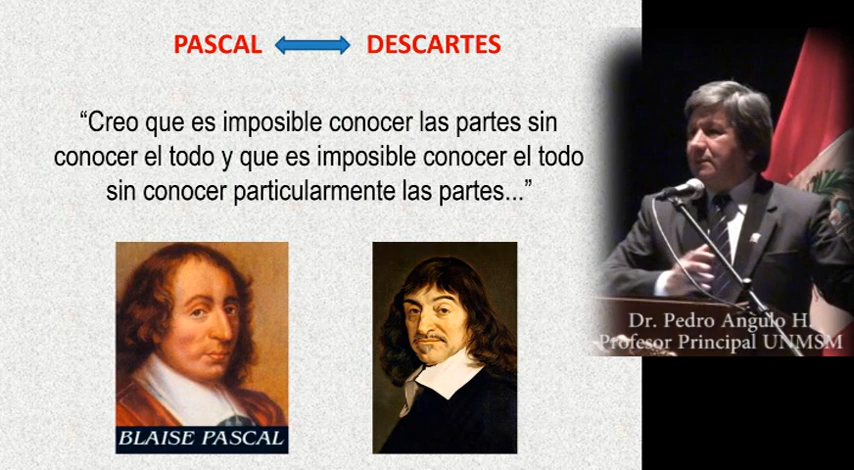 PASCAL DESCARTES
“Creo que es imposible conocer las partes sin
conocer el todo y que es imposible conocer el todo
sin conocer particularmente las partes...”
BLAISE PASCAL
Dr. Pedro Angulo H.
Profesor Principal UNMSM